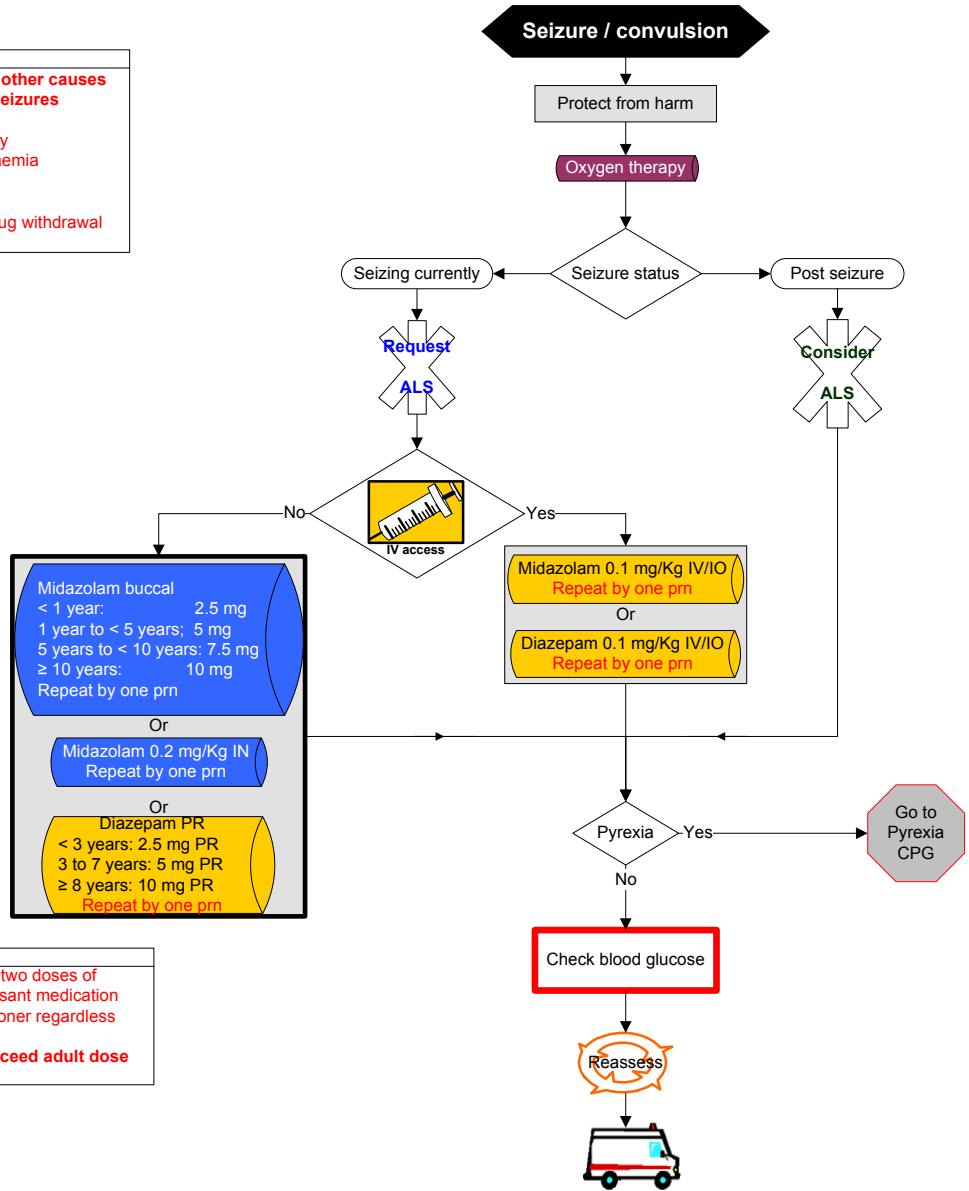 Seizure / convulsion
other causes
eizures
y
emia
ug withdrawal
Protect from harm
Oxygen therapy
Seizing currently
Seizure status
Post seizure
Request
ALS
Consider
ALS
No
IV access
Yes
Midazolam buccal
< 1 year: 2.5 mg
1 year to < 5 years; 5 mg
5 years to < 10 years: 7.5 mg
≥ 10 years: 10 mg
Repeat by one prn
Or
Midazolam 0.2 mg/Kg IN
Repeat by one prn
Or
Diazepam PR
< 3 years: 2.5 mg PR
3 to 7 years: 5 mg PR
≥ 8 years: 10 mg PR
Repeat by one prn
Midazolam 0.1 mg/Kg IV/IO
Repeat by one prn
Or
Diazepam 0.1 mg/Kg IV/IO
Repeat by one prn
Pyrexia
Yes
Go to
Pyrexia
CPG
No
Check blood glucose
two doses of
sant medication
oner regardless
ceed adult dose
Reassess